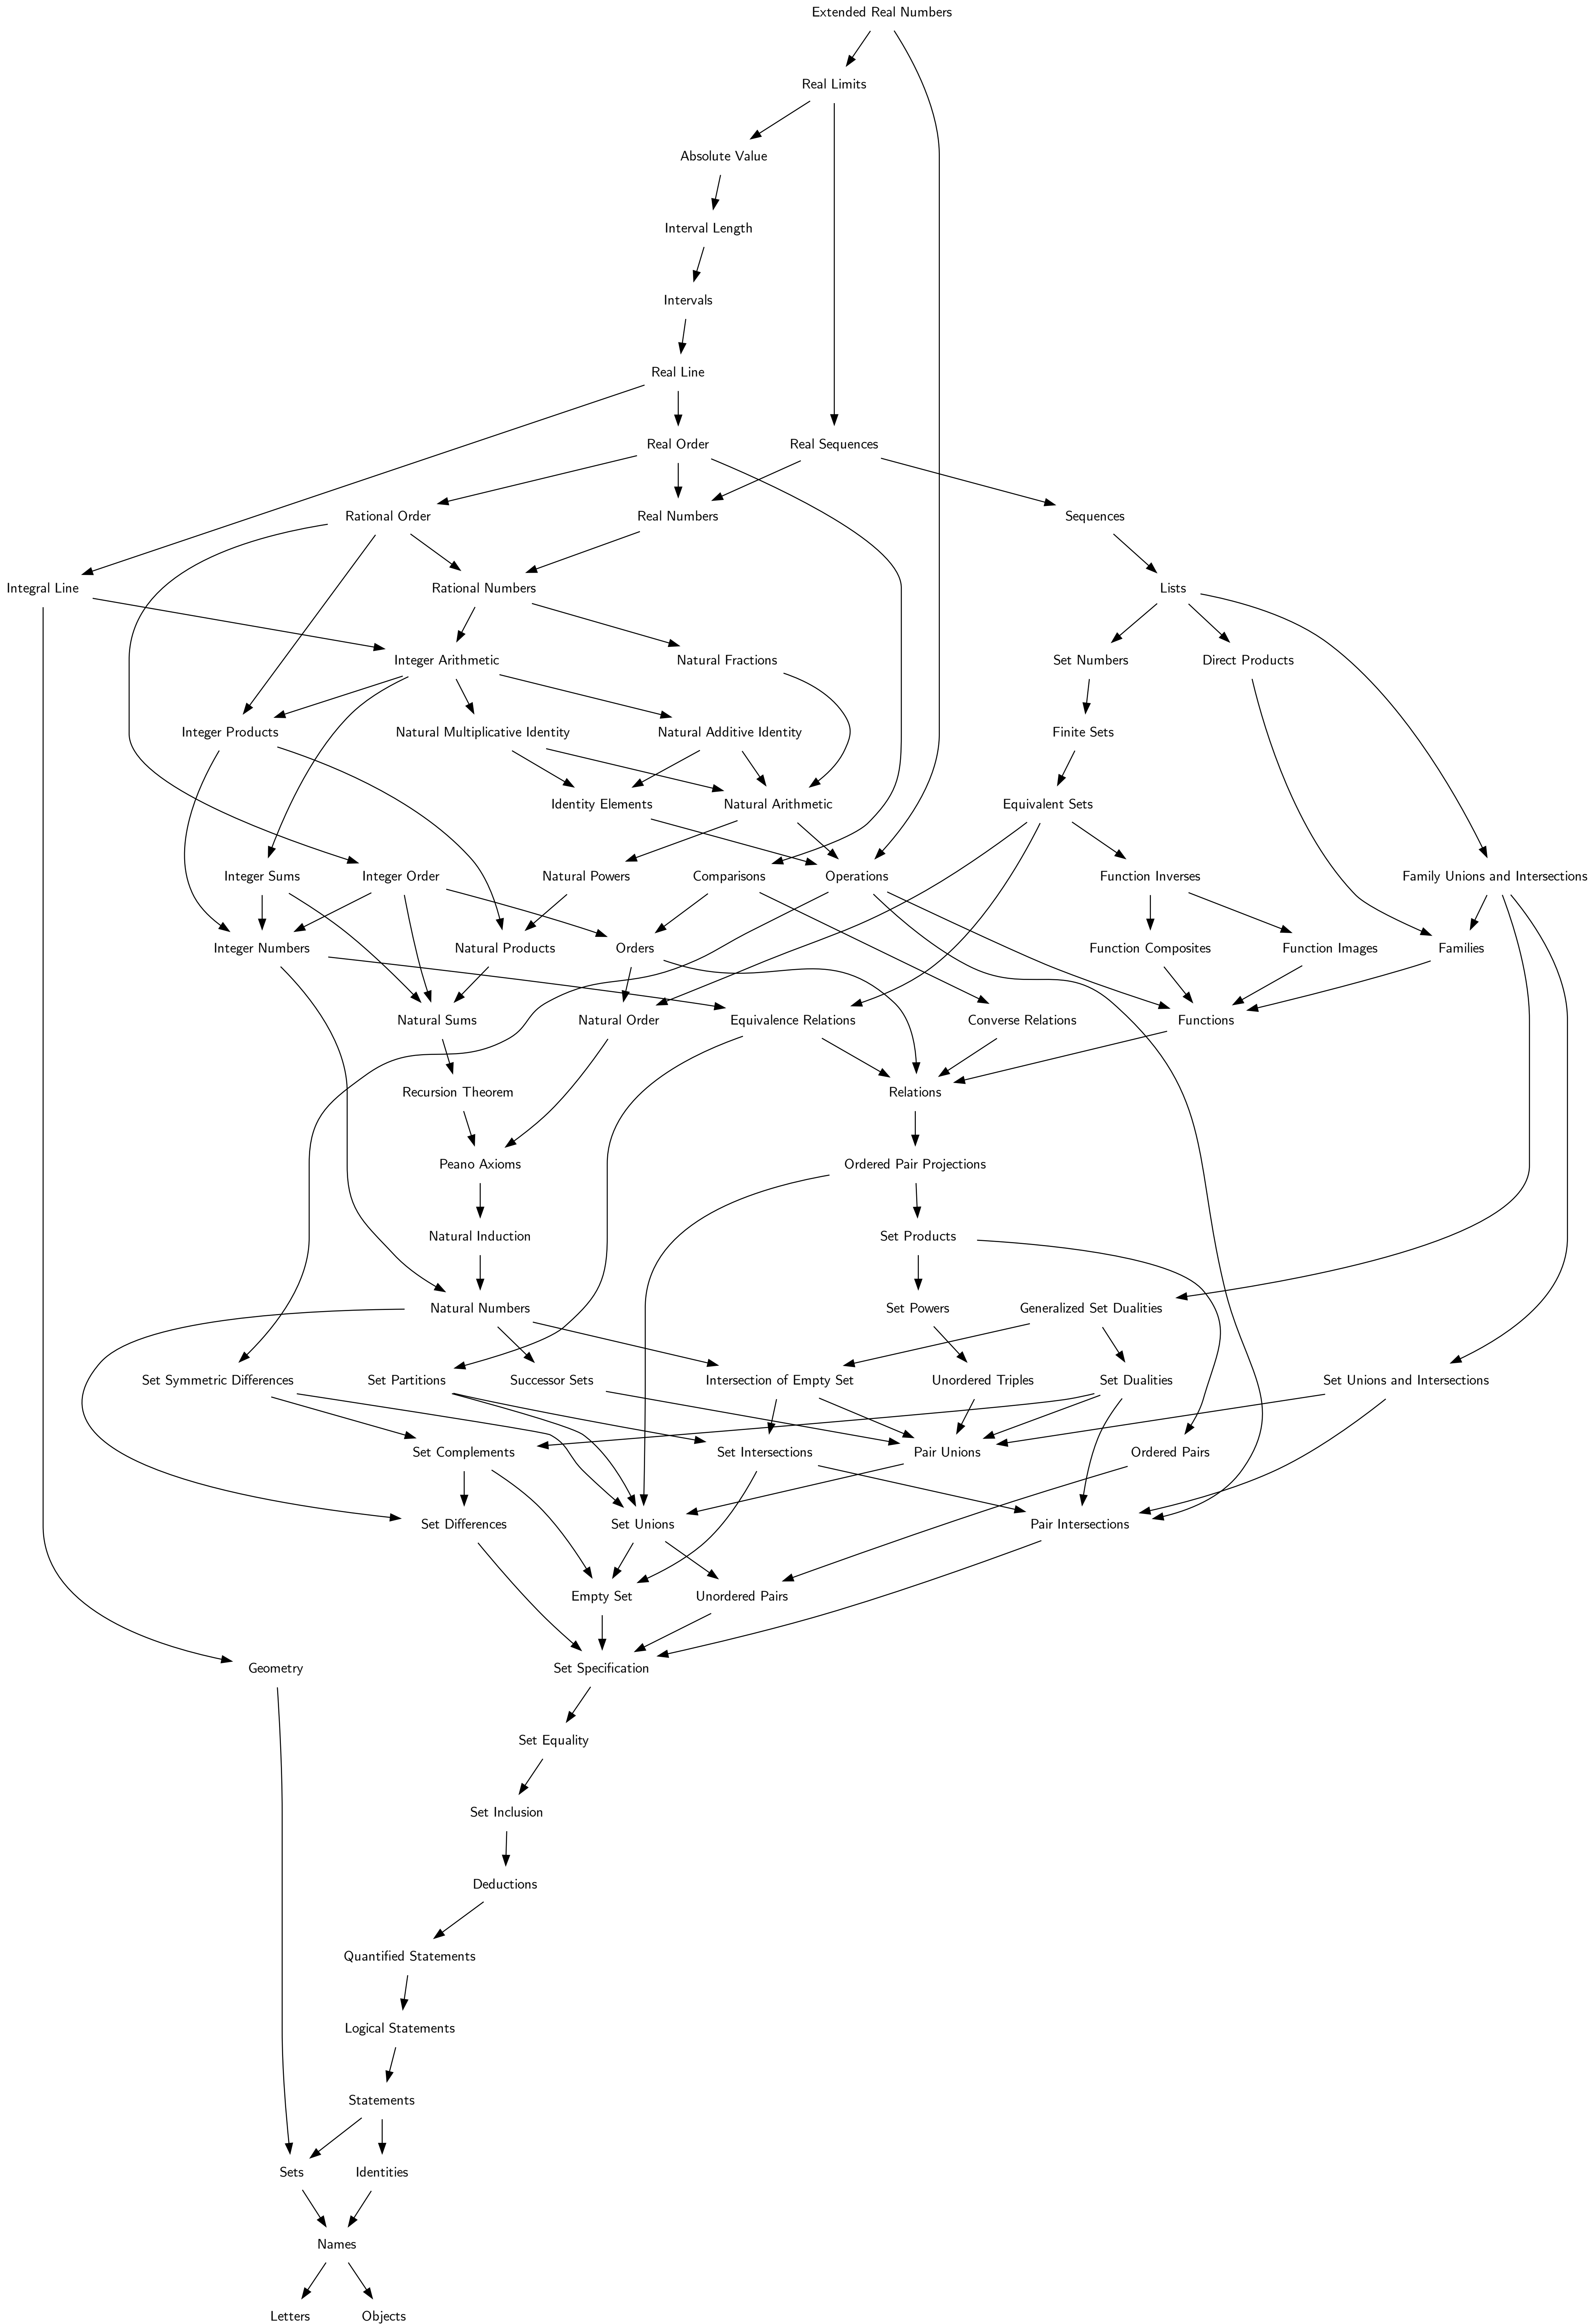 Extended Real Numbers
Real Limits
Absolute Value
Interval Length
Intervals
Real Line
Real Order
Real Sequences
Rational Order
Real Numbers
Sequences
Integral Line
Rational Numbers
Lists
Integer Arithmetic
Natural Fractions
Set Numbers
Direct Products
Integer Products
Natural Multiplicative Identity
Natural Additive Identity
Finite Sets
Identity Elements
Natural Arithmetic
Equivalent Sets
Integer Sums
Integer Order
Natural Powers
Comparisons
Operations
Function Inverses
Family Unions and Intersections
Integer Numbers
Natural Products
Orders
Function Composites
Function Images
Families
Natural Sums
Natural Order
Equivalence Relations
Converse Relations
Functions
Recursion Theorem
Relations
Peano Axioms
Ordered Pair Projections
Natural Induction
Set Products
Natural Numbers
Set Powers
Generalized Set Dualities
Set Symmetric Differences
Set Partitions
Successor Sets
Intersection of Empty Set
Unordered Triples
Set Dualities
Set Unions and Intersections
Set Complements
Set Intersections
Pair Unions
Ordered Pairs
Set Differences
Set Unions
Pair Intersections
Empty Set
Unordered Pairs
Geometry
Set Specification
Set Equality
Set Inclusion
Deductions
Quantified Statements
Logical Statements
Statements
Sets
Identities
Names
Letters
Objects